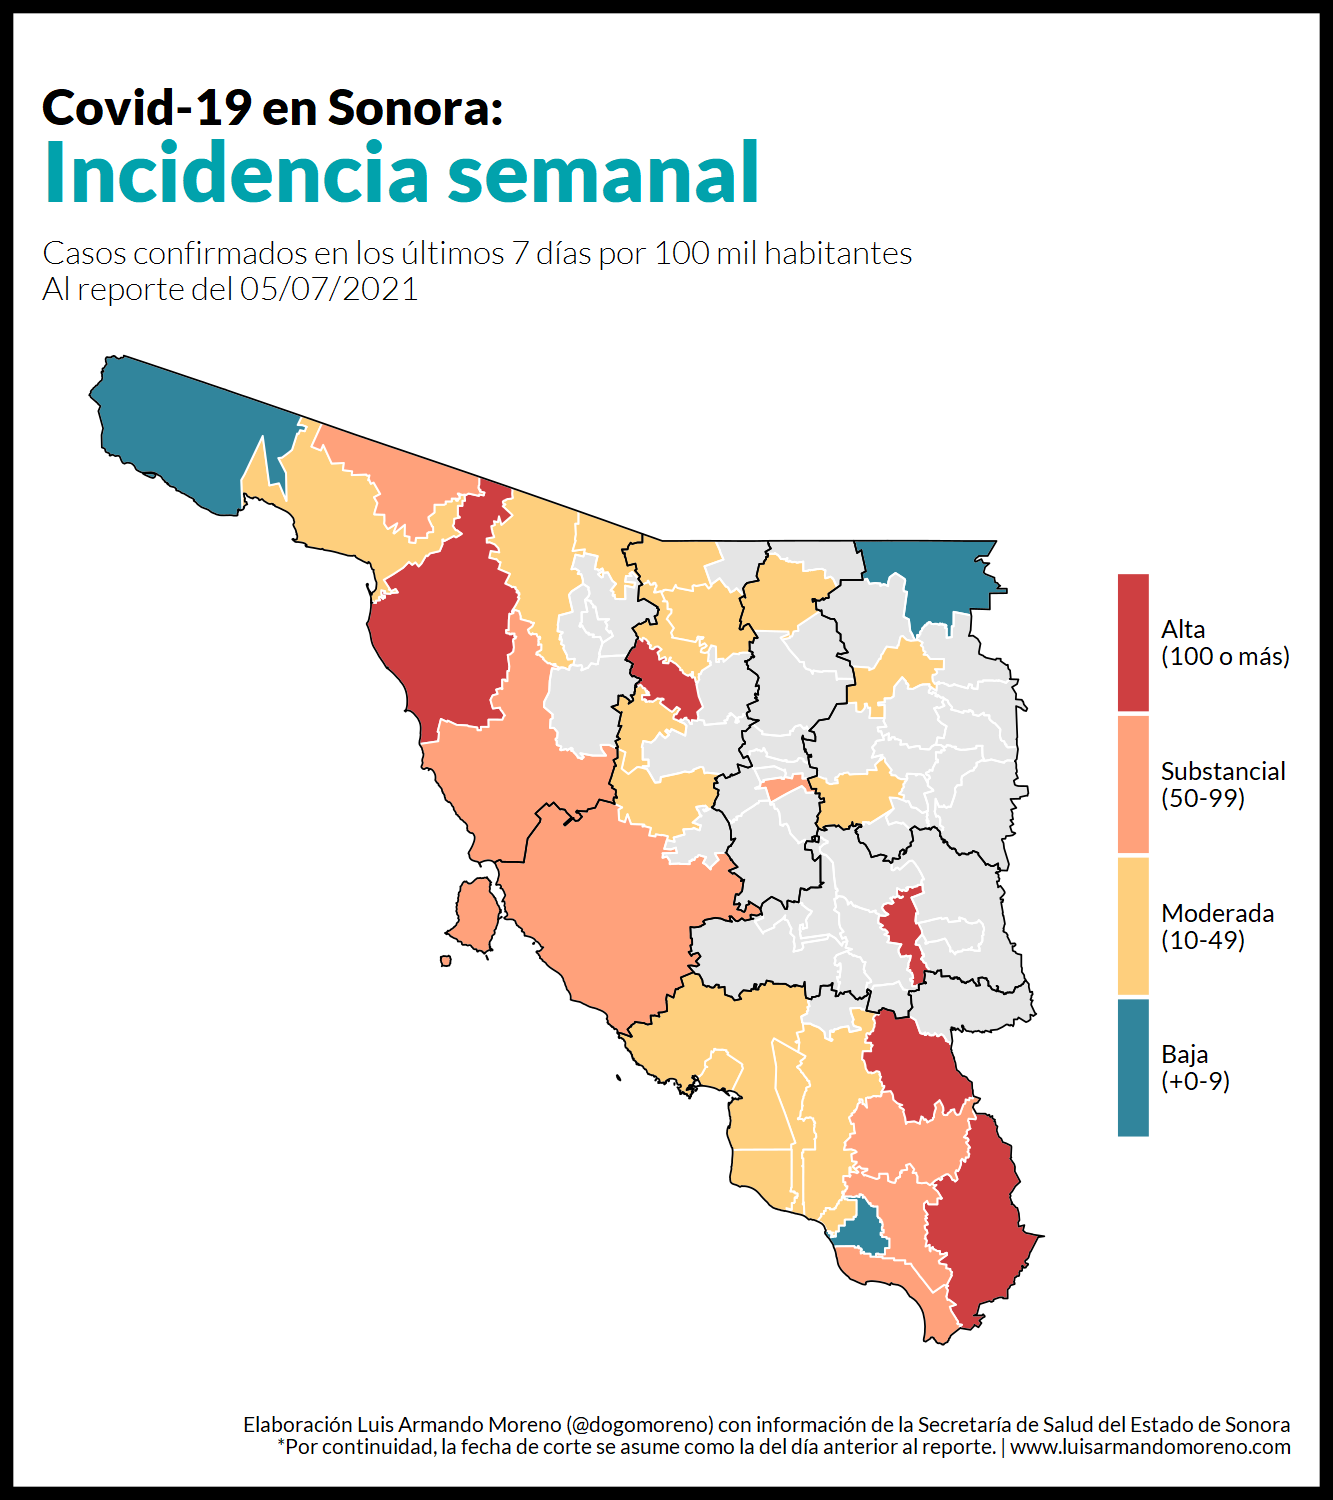 Covid-19 en Sonora:
Incidencia semanal
Casos confirmados en los últimos 7 días por 100 mil habitantes
Al reporte del 05/07/2021
Alta
(100 o más)
Substancial
(50-99)
Moderada
(10-49)
Baja
(+0-9)
Elaboración Luis Armando Moreno (@dogomoreno) con información de la Secretaría de Salud del Estado de Sonora
*Por continuidad, la fecha de corte se asume como la del día anterior al reporte. | www.luisarmandomoreno.com